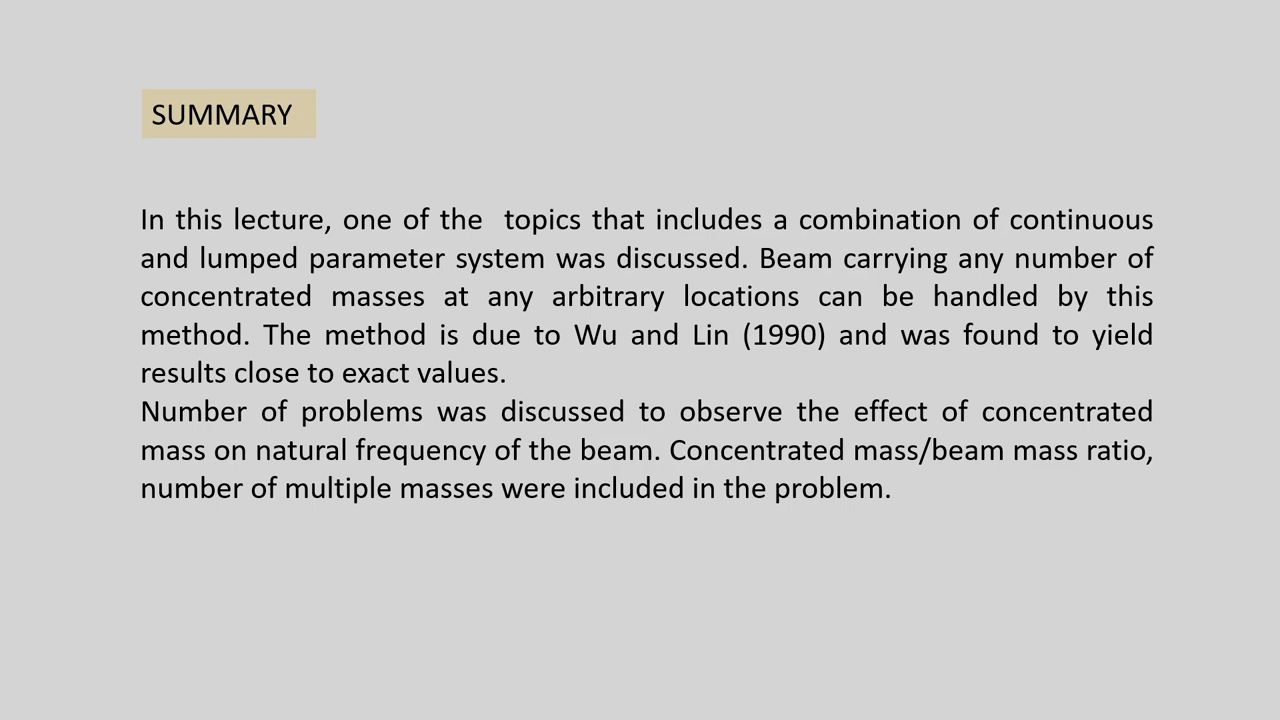 SUMMARY
In this lecture, one of the topics that includes a combination of continuous
and lumped parameter system was discussed. Beam carrying any number of
concentrated masses at any arbitrary locations can be handled by this
method. The method is due to Wu and Lin (1990) and was found to yield
results close to exact values.
Number of problems was discussed to observe the effect of concentrated
mass on natural frequency of the beam. Concentrated mass/beam mass ratio,
number of multiple masses were included in the problem.